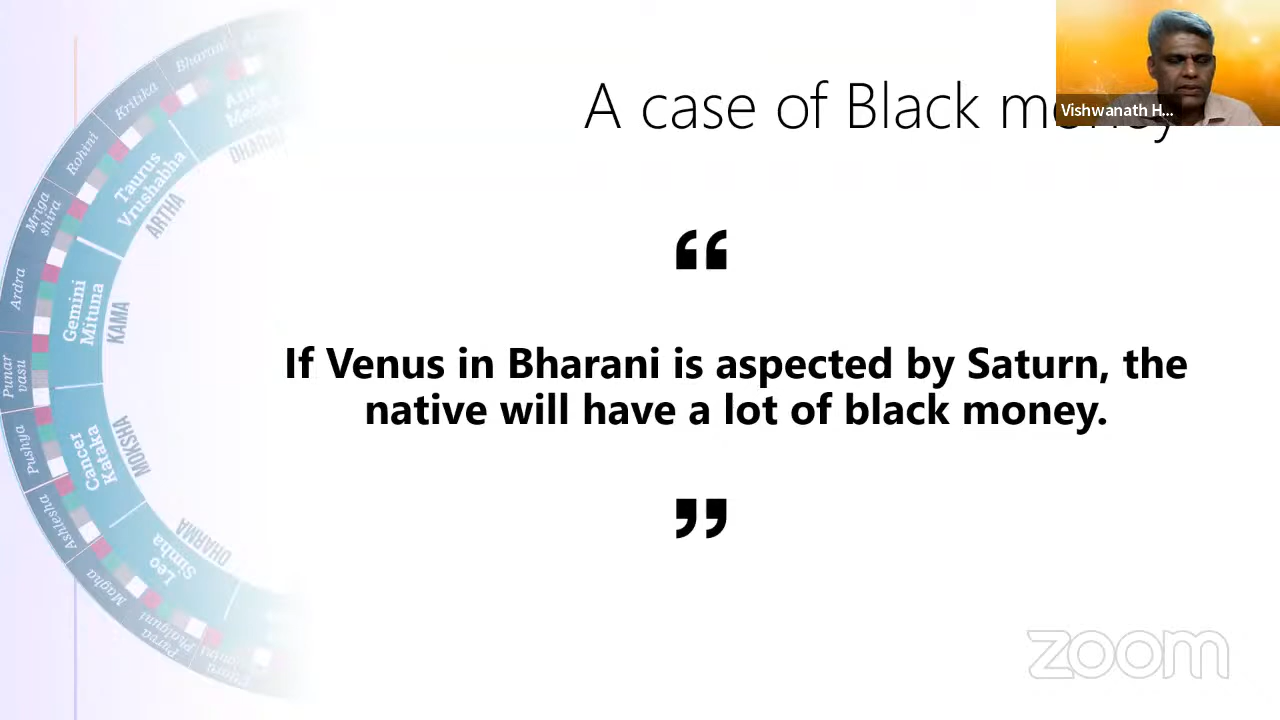 A case of Black money
Vishwanath H...
“
If Venus in Bharani is aspected by Saturn, the
native will have a lot of black money.
”
Bharani
Kritika
Rohini
Mriga
shira
Ardra
Punar
vasu
Pushya
Ashlesha
Magha
Purva
Phalguni
Taurus
Vrushabha
Gemini
Mituna
Cancer
Kataka
Leo
Simha
ARTHA
KAMA
MOKSHA
DHARMA
zoom